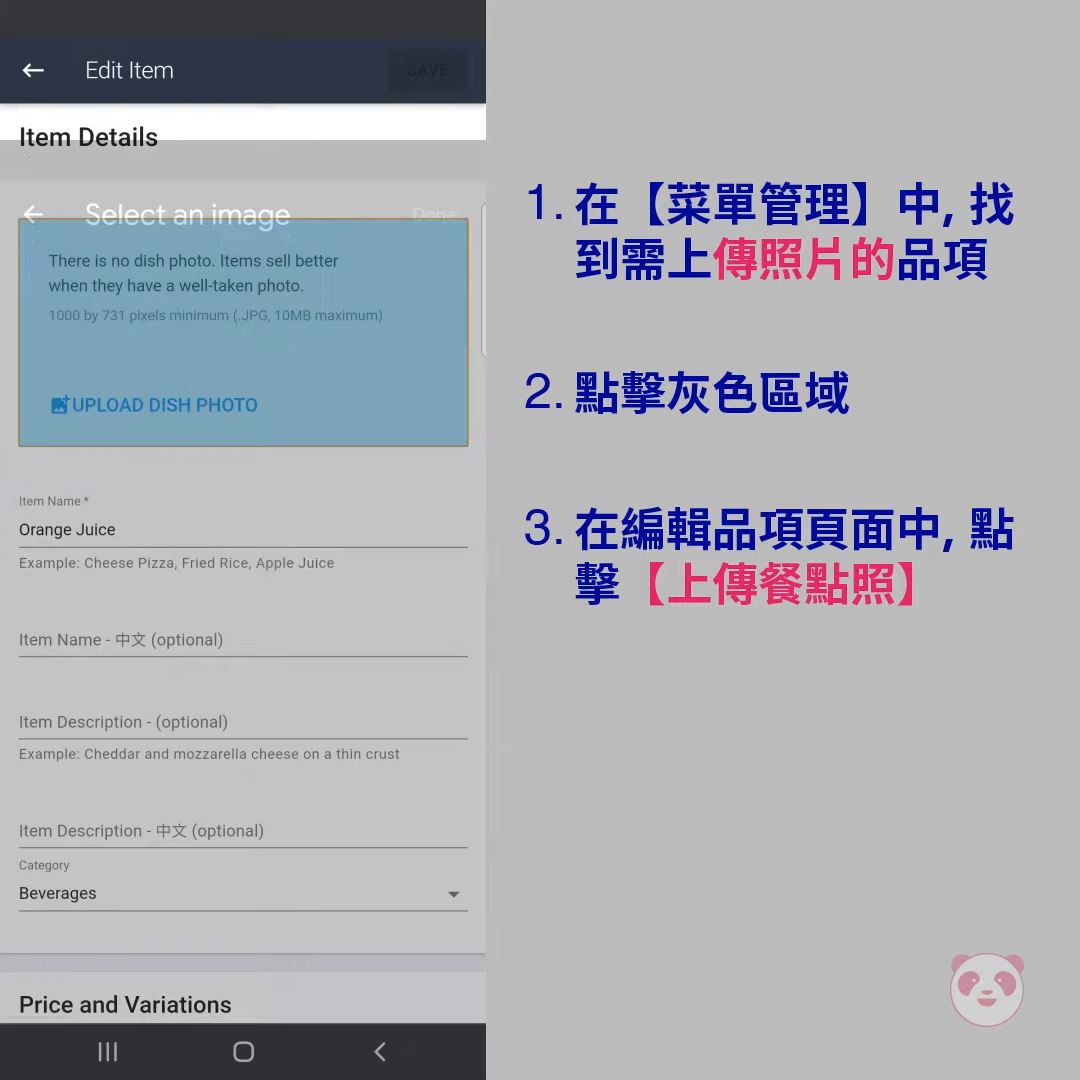 Edit Item
SAVE
Item Details
Select an image
Done
There is no dish photo. Items sell better
when they have a well-taken photo.
1000 by 731 pixels minimum (.JPG, 10MB maximum)
UPLOAD DISH PHOTO
Item Name *
Orange Juice
Example: Cheese Pizza, Fried Rice, Apple Juice
Item Name - 中文 (optional)
Item Description - (optional)
Example: Cheddar and mozzarella cheese on a thin crust
Item Description - 中文 (optional)
Category
Beverages
Price and Variations
1. 在【菜單管理】中, 找
到需上傳照片的品項
2. 點擊灰色區域
3. 在編輯品項頁面中, 點
擊【上傳餐點照】